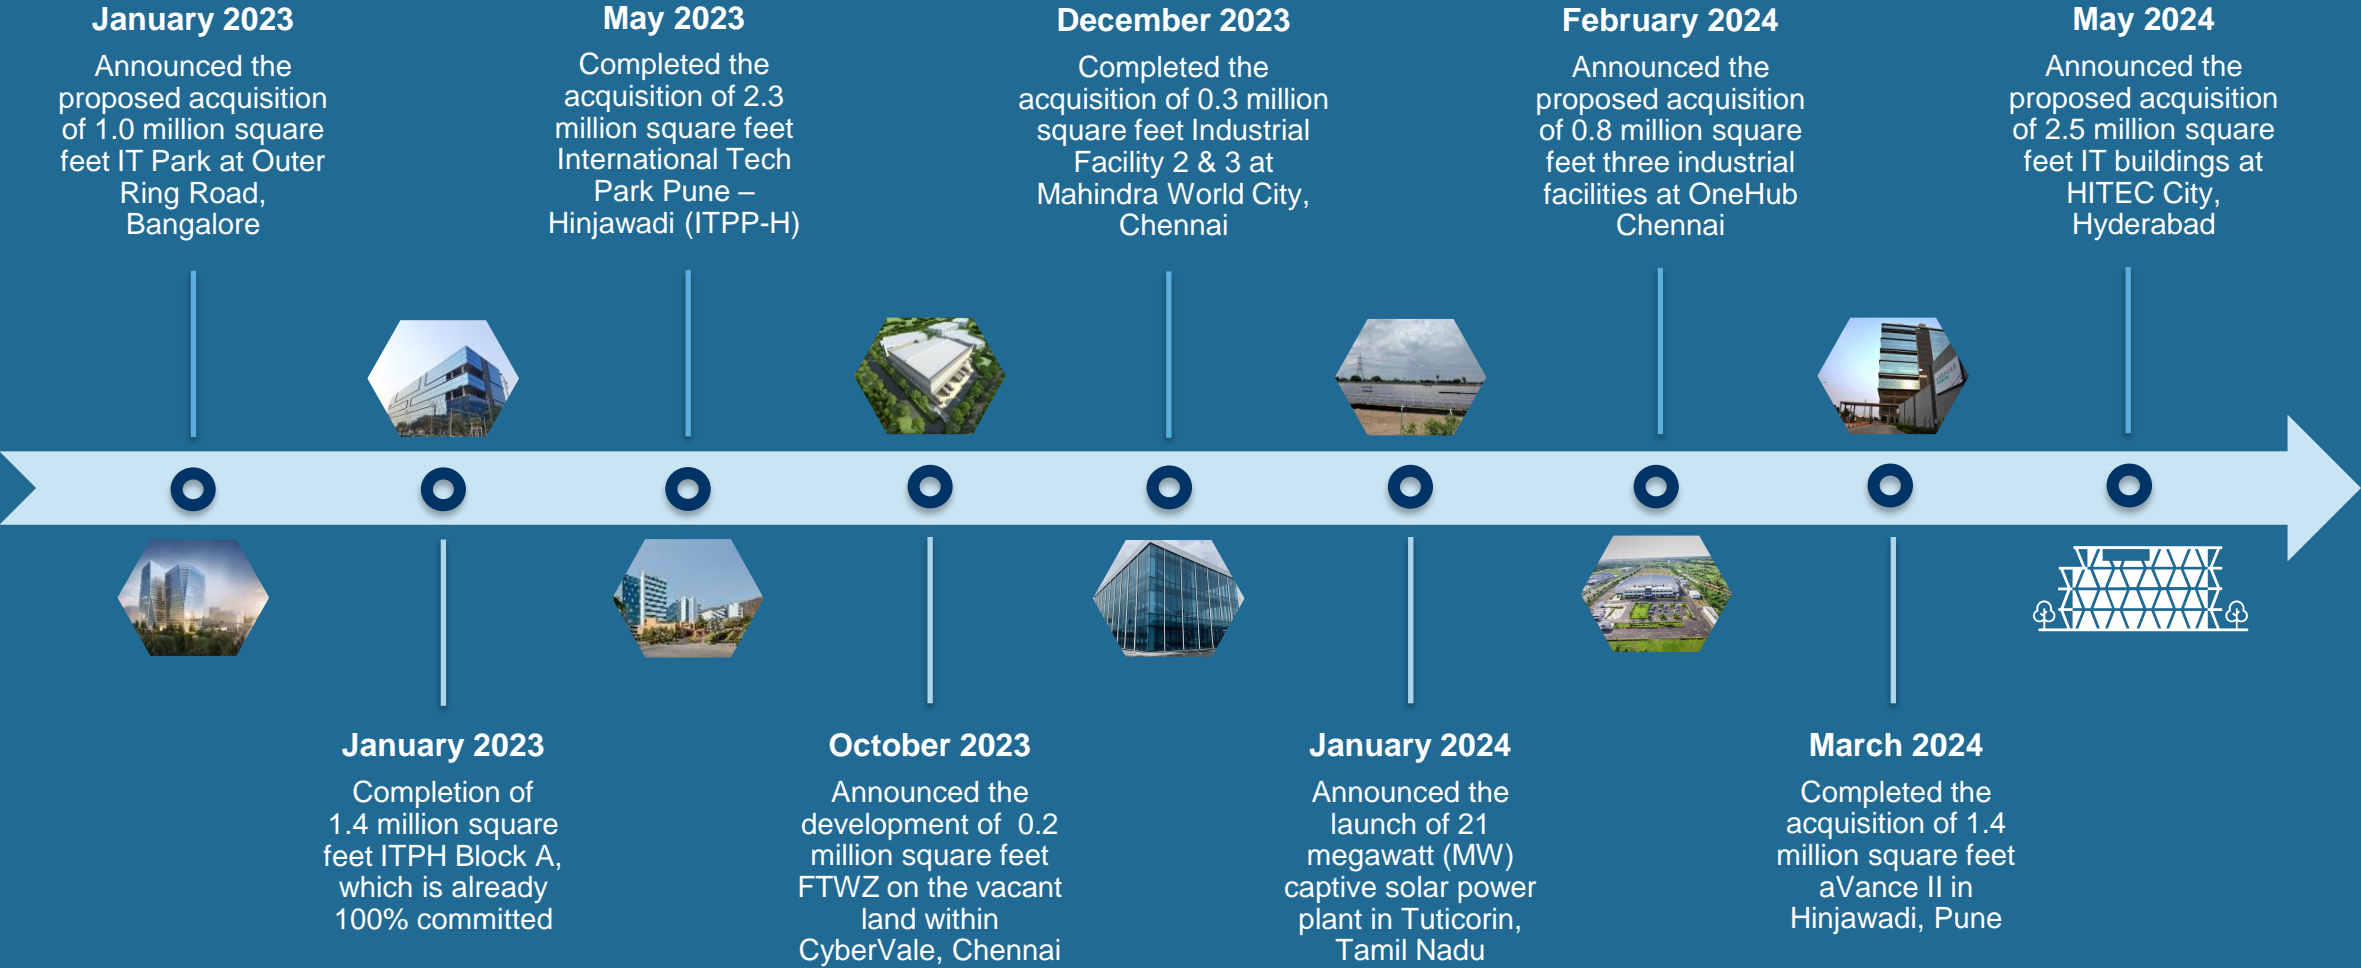 January 2023
Announced the
proposed acquisition
of 1.0 million square
feet IT Park at Outer
Ring Road,
Bangalore
May 2023
Completed the
acquisition of 2.3
million square feet
International Tech
Park Pune –
Hinjawadi (ITPP-H)
December 2023
Completed the
acquisition of 0.3 million
square feet Industrial
Facility 2 & 3 at
Mahindra World City,
Chennai
February 2024
Announced the
proposed acquisition
of 0.8 million square
feet three industrial
facilities at OneHub
Chennai
May 2024
Announced the
proposed acquisition
of 2.5 million square
feet IT buildings at
HITEC City,
Hyderabad
January 2023
Completion of
1.4 million square
feet ITPH Block A,
which is already
100% committed
October 2023
Announced the
development of  0.2
million square feet
FTWZ on the vacant
land within
CyberVale, Chennai
January 2024
Announced the
launch of 21
megawatt (MW)
captive solar power
plant in Tuticorin,
Tamil Nadu
March 2024
Completed the
acquisition of 1.4
million square feet
aVance II in
Hinjawadi, Pune